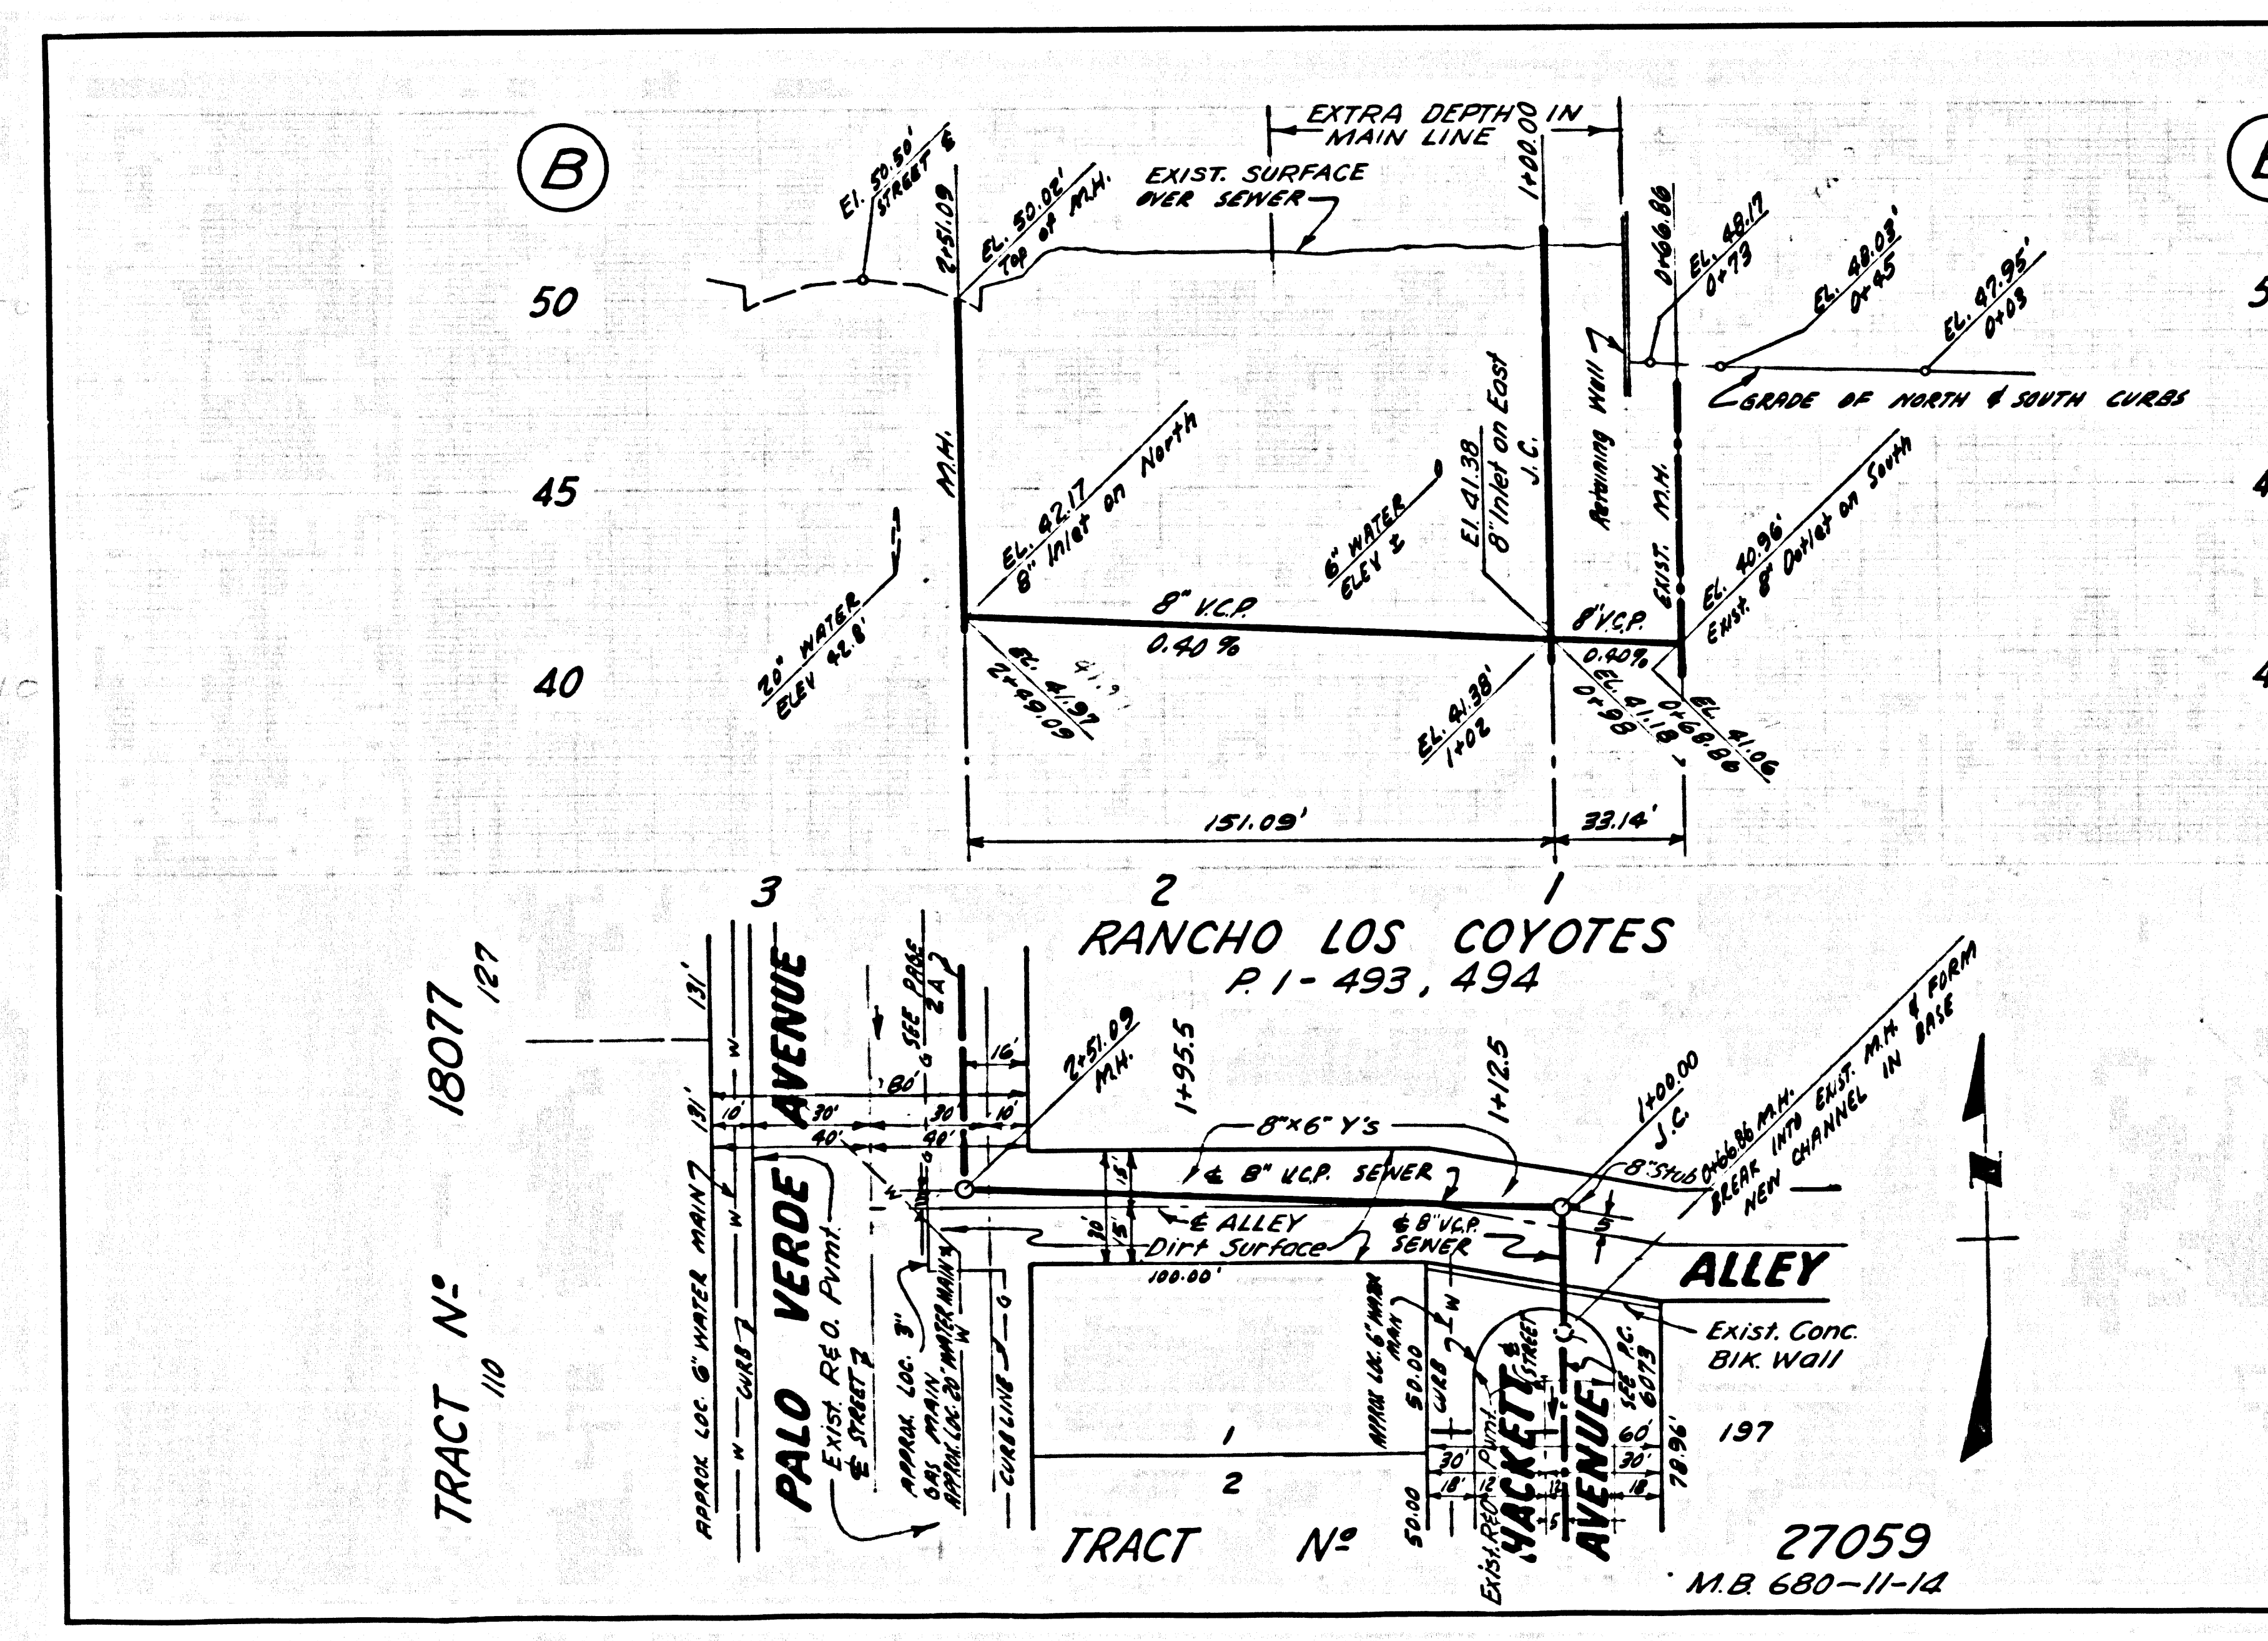 B
EXTRA DEPTH IN
MAIN LINE
EXIST. SURFACE
OVER SEWER
El. 50.50'
STREET ℄
2+51.09
EL. 50.02'
Top of M.H.
1+00.00
0+66.86
EL. 48.17
0+73
EL. 48.03'
0+45
EL. 47.95'
0+03
GRADE OF NORTH & SOUTH CURBS
50
45
40
M.H.
EL. 42.17
8" Inlet on North
6" WATER
ELEV ±
El. 41.38
8" Inlet on East
J.C.
Retaining Wall
EXIST. M.H.
EL. 40.96'
Exist. 8" Outlet on South
20" WATER
ELEV 42.8'
8" V.C.P.
0.40 %
8" V.C.P.
0.40%
EL. 41.97
2+49.09
EL. 41.38'
1+02
EL. 41.18
0+98
EL. 41.06
0+68.86
151.09'
33.14'
3
2
1
RANCHO LOS COYOTES
P. 1 - 493, 494
TRACT Nº 18077
110
127
131'
131'
PALO VERDE AVENUE
SEE PAGE
2 A
16'
80'
10'
30'
30'
10'
40'
40'
2+51.09
M.H.
1+95.5
1+12.5
8"x6" Y's
℄ 8" V.C.P. SEWER
1+00.00
J.C.
8" Stub
0+66.86 M.H.
BREAK INTO EXIST. M.H. & FORM
NEW CHANNEL IN BASE
15'
30'
15'
℄ ALLEY
Dirt Surface
100.00'
℄ 8" V.C.P.
SEWER
5'
ALLEY
Exist. Conc.
Blk. Wall
APPROX LOC. 6" WATER MAIN
W
W
W
W
CURB
Exist. R&O. Pvmt.
℄ STREET
APPROX. LOC. 3"
GAS MAIN
APPROX. LOC. 20" WATER MAIN
W
G
G
CURB LINE
G
APPROX LOC. 6" WATER
MAIN
50.00
CURB
W
HACKETT
AVENUE
℄
STREET
SEE P.C.
6073
60
30'
30'
18'
12
12
18
5
78.96'
197
1
2
50.00
Exist. R&O Pvmt.
TRACT Nº 27059
M.B. 680-11-14